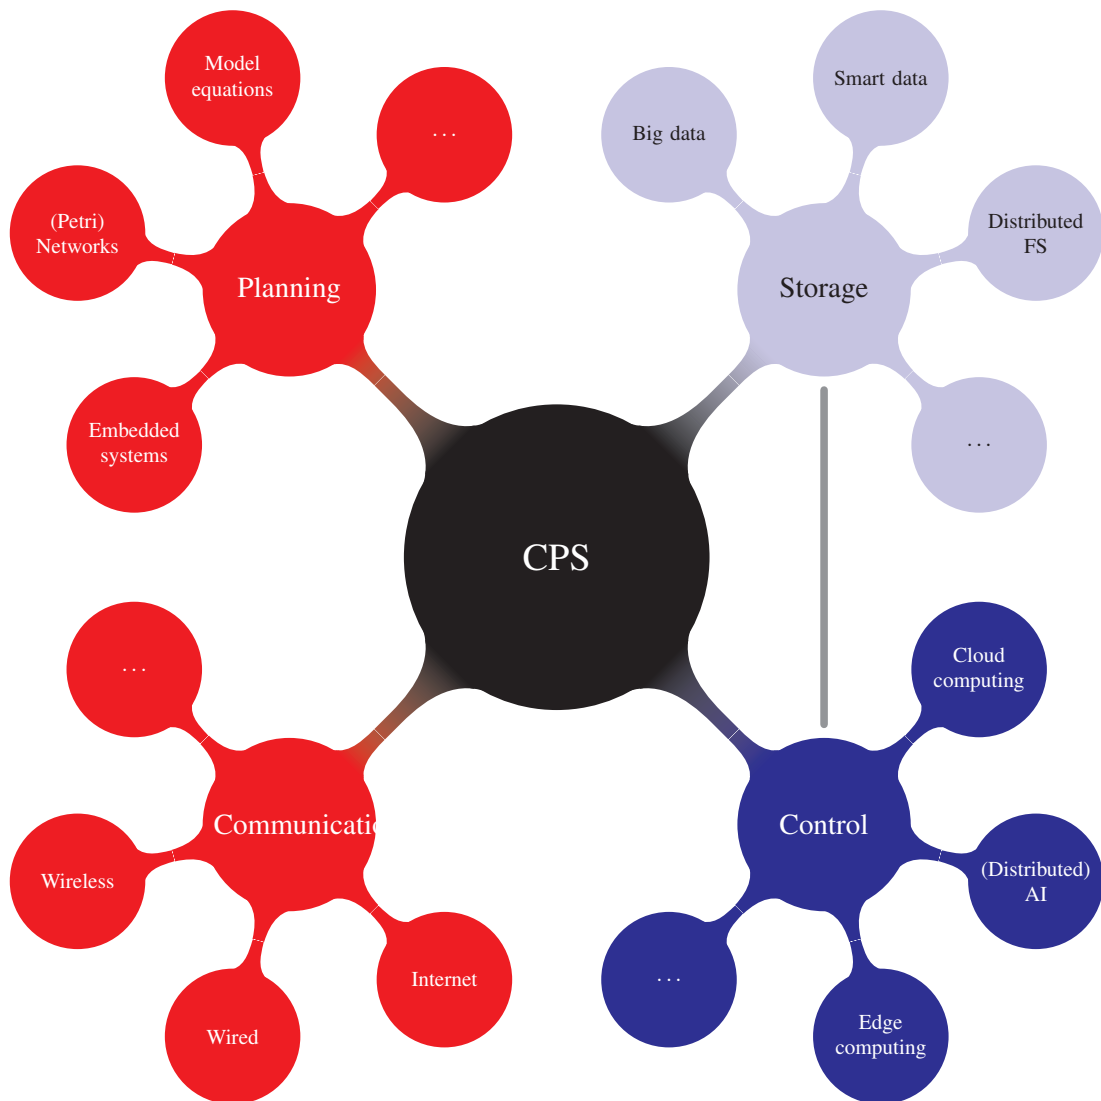 Model
equations
. . .
(Petri)
Networks
Planning
Embedded
systems
Big data
Smart data
Distributed
FS
Storage
. . .
CPS
. . .
Communicatio
Wireless
Wired
Internet
Cloud
computing
Control
(Distributed)
AI
Edge
computing
. . .